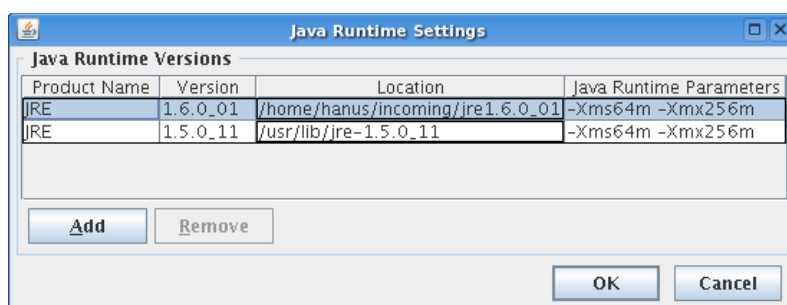 Java Runtime Settings
Java Runtime Versions
Product Name Version Location Java Runtime Parameters
JRE 1.6.0_01 /home/hanus/incoming/jre1.6.0_01 -Xms64m -Xmx256m
JRE 1.5.0_11 /usr/lib/jre-1.5.0_11 -Xms64m -Xmx256m
Add Remove
OK Cancel